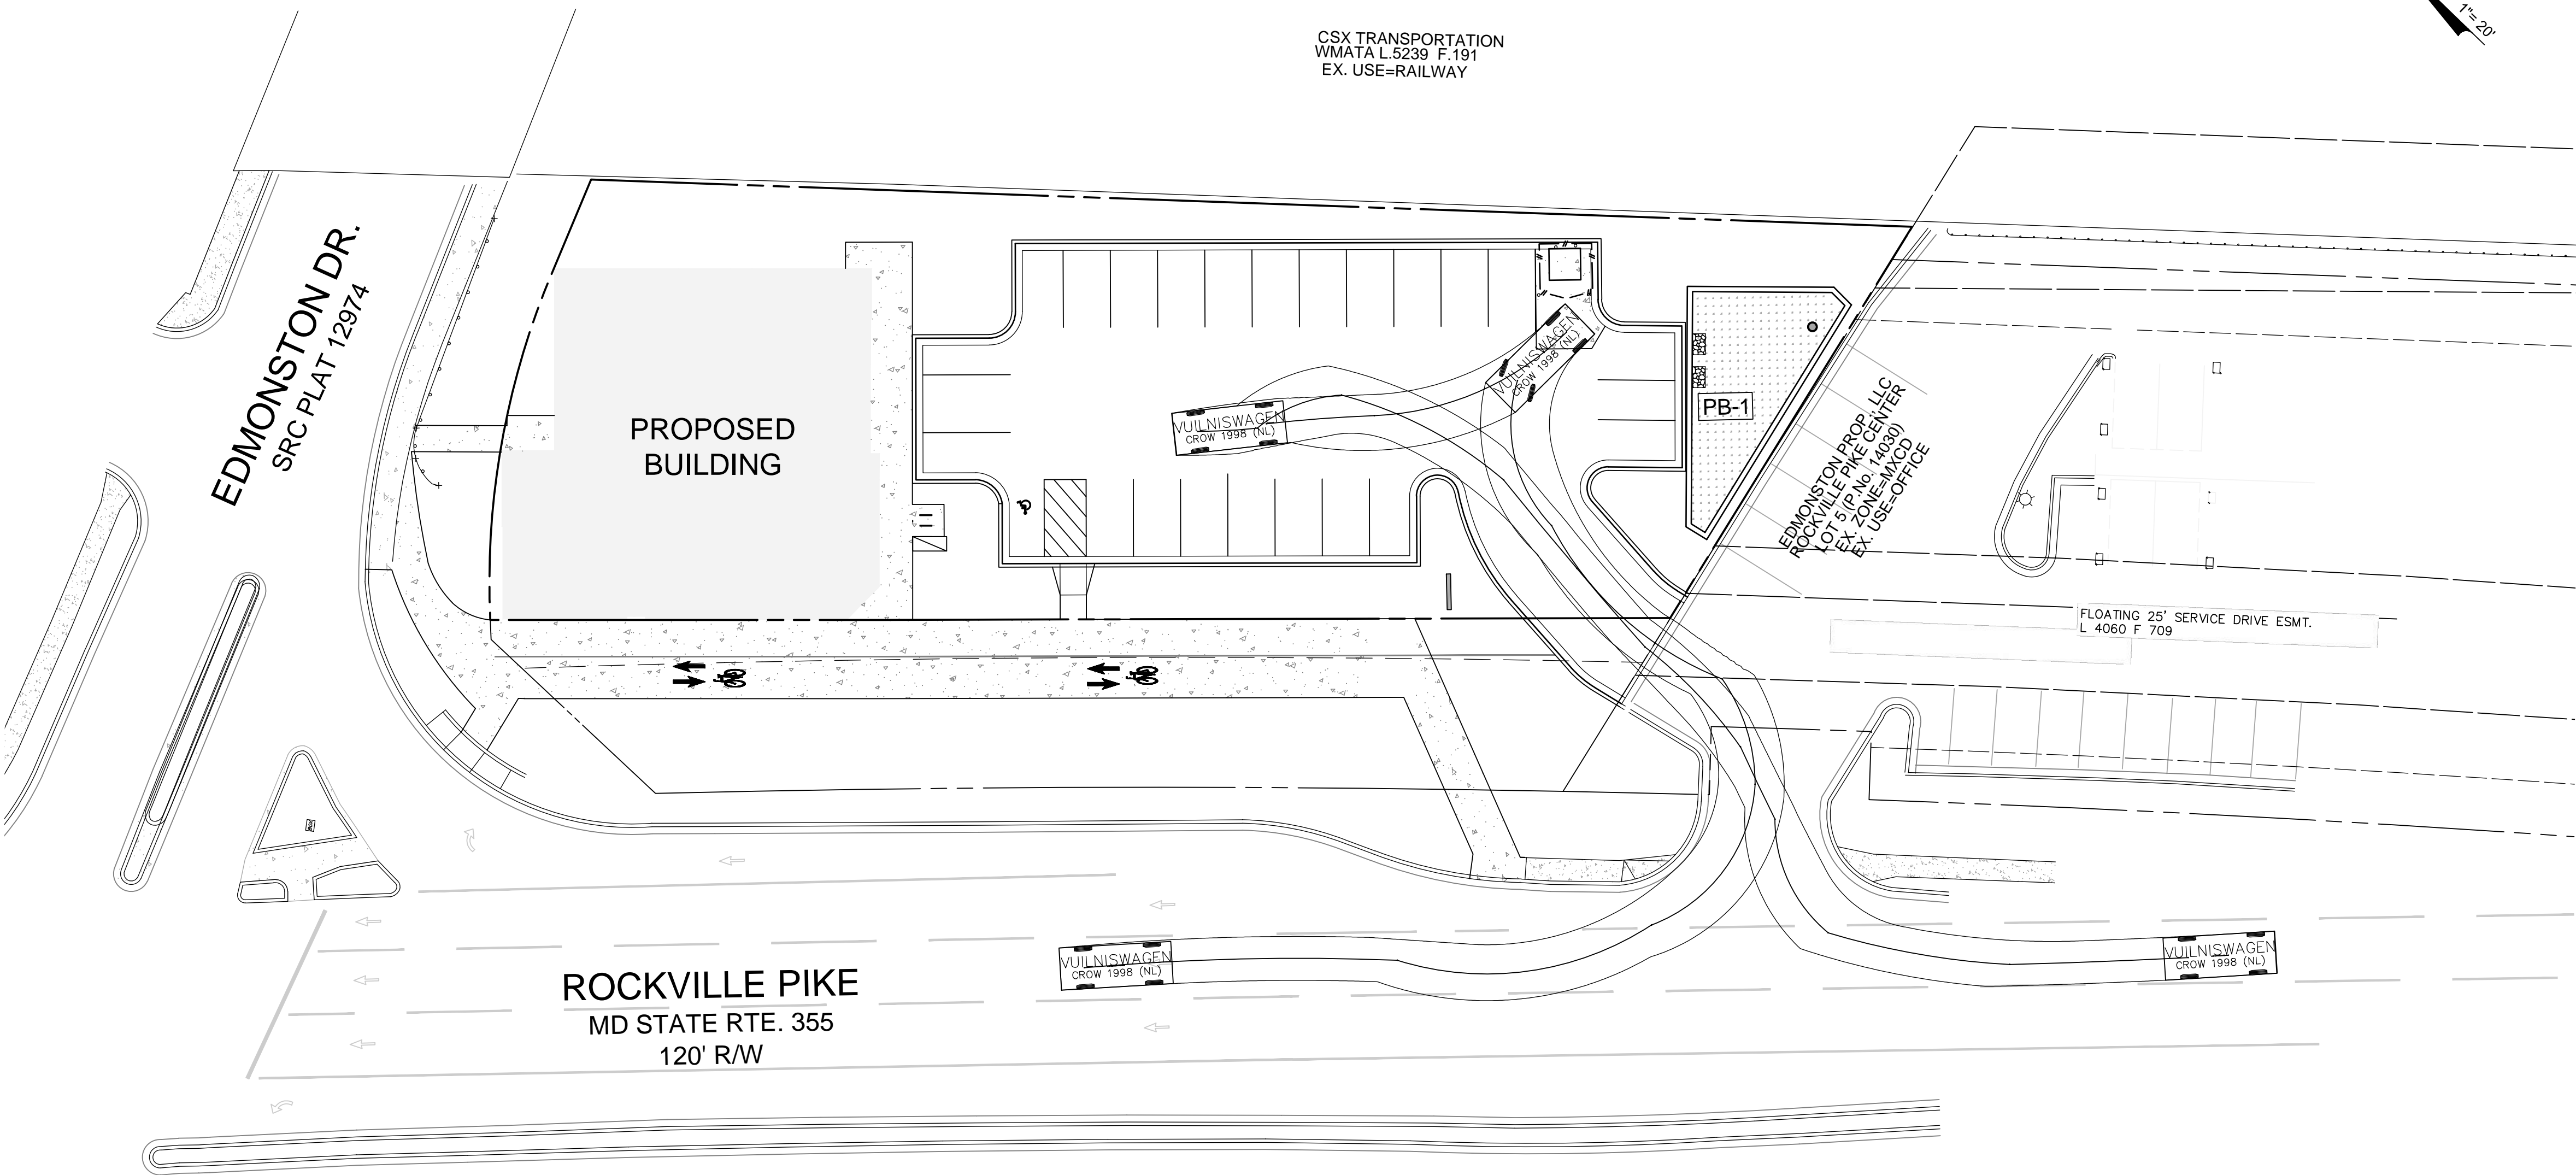 1"= 20'
CSX TRANSPORTATION
WMATA L.5239 F.191
EX. USE=RAILWAY
EDMONSTON DR.
SRC PLAT 12974
PROPOSED
BUILDING
VUILNISWAGEN
CROW 1998 (NL)
VUILNISWAGEN
CROW 1998 (NL)
PB-1
EDMONSTON PROP., LLC
ROCKVILLE PIKE CENTER
LOT 5 (P.No. 14030)
EX. ZONE=MXCD
EX. USE=OFFICE
FLOATING 25' SERVICE DRIVE ESMT.
L 4060 F 709
VUILNISWAGEN
CROW 1998 (NL)
VUILNISWAGEN
CROW 1998 (NL)
ROCKVILLE PIKE
MD STATE RTE. 355
120' R/W